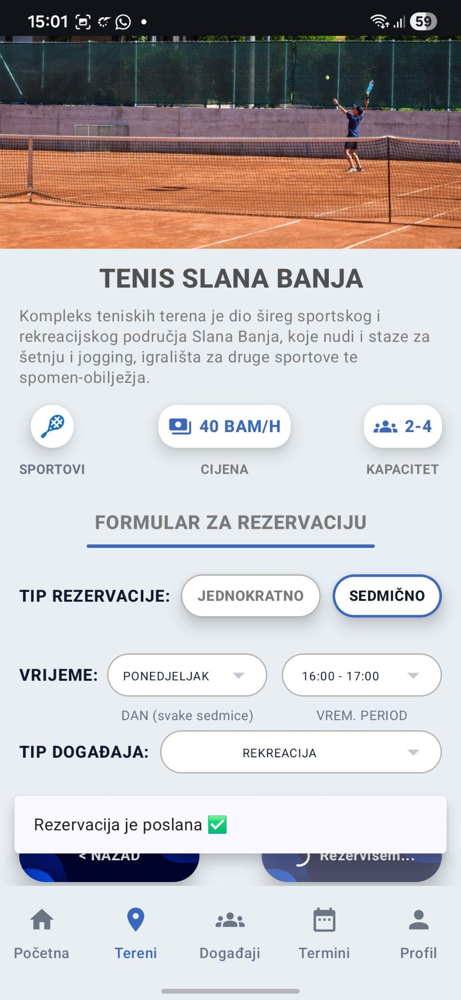 15:01
59
TENIS SLANA BANJA
Kompleks teniskih terena je dio šireg sportskog i
rekreacijskog područja Slana Banja, koje nudi i staze za
šetnju i jogging, igrališta za druge sportove te
spomen-obilježja.
40 BAM/H
2-4
SPORTOVI
CIJENA
KAPACITET
FORMULAR ZA REZERVACIJU
TIP REZERVACIJE:
JEDNOKRATNO
SEDMIČNO
VRIJEME:
PONEDJELJAK
16:00 - 17:00
DAN (svake sedmice)
VREM. PERIOD
TIP DOGAĐAJA:
REKREACIJA
Rezervacija je poslana ✅
< NAZAD
Rezervišem...
Početna
Tereni
Događaji
Termini
Profil